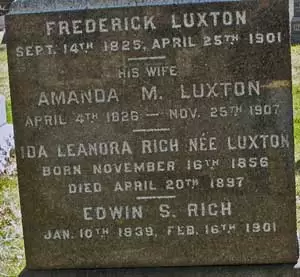 FREDERICK LUXTON
SEPT. 14TH 1825, APRIL 25TH 1901
HIS WIFE
AMANDA M. LUXTON
APRIL 4TH 1826 — NOV. 25TH 1907
IDA LEANORA RICH NÉE LUXTON
BORN NOVEMBER 16TH 1856
DIED APRIL 20TH 1897
EDWIN S. RICH
JAN. 10TH 1839, FEB. 16TH 1901